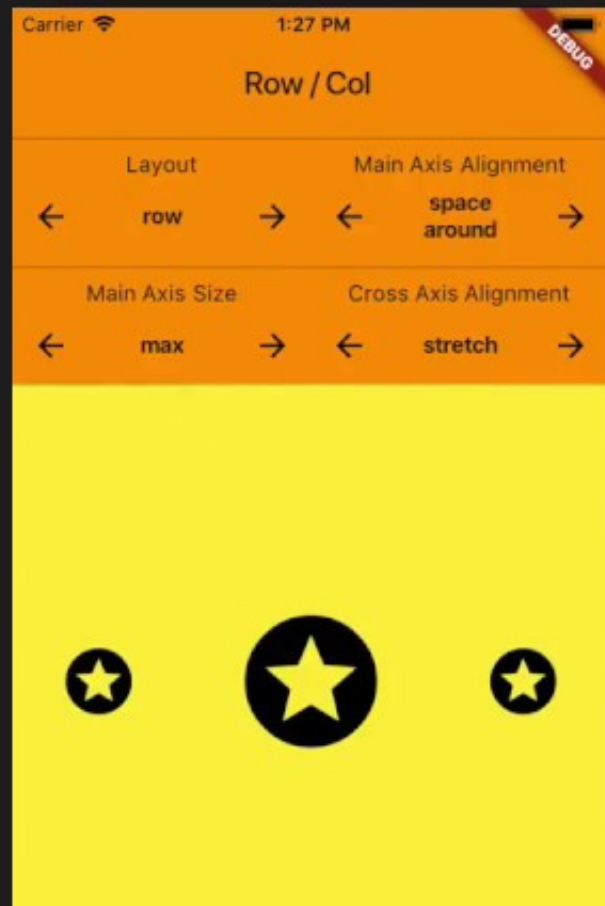 Carrier 1:27 PM
DEBUG
Row / Col
Layout Main Axis Alignment
row space
around
Main Axis Size Cross Axis Alignment
max stretch